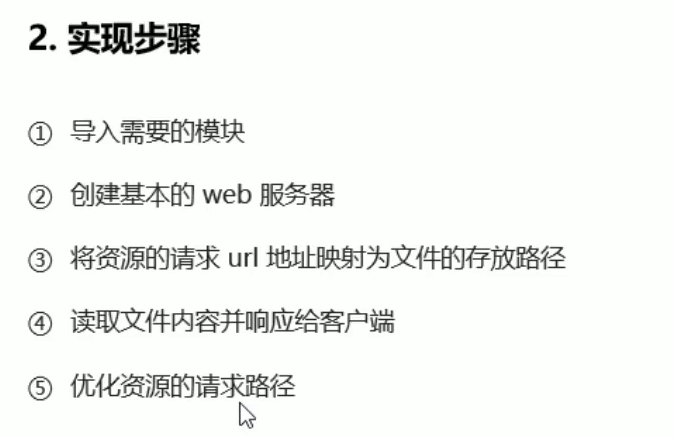 2. 实现步骤
① 导入需要的模块
② 创建基本的 web 服务器
③ 将资源的请求 url 地址映射为文件的存放路径
④ 读取文件内容并响应给客户端
⑤ 优化资源的请求路径